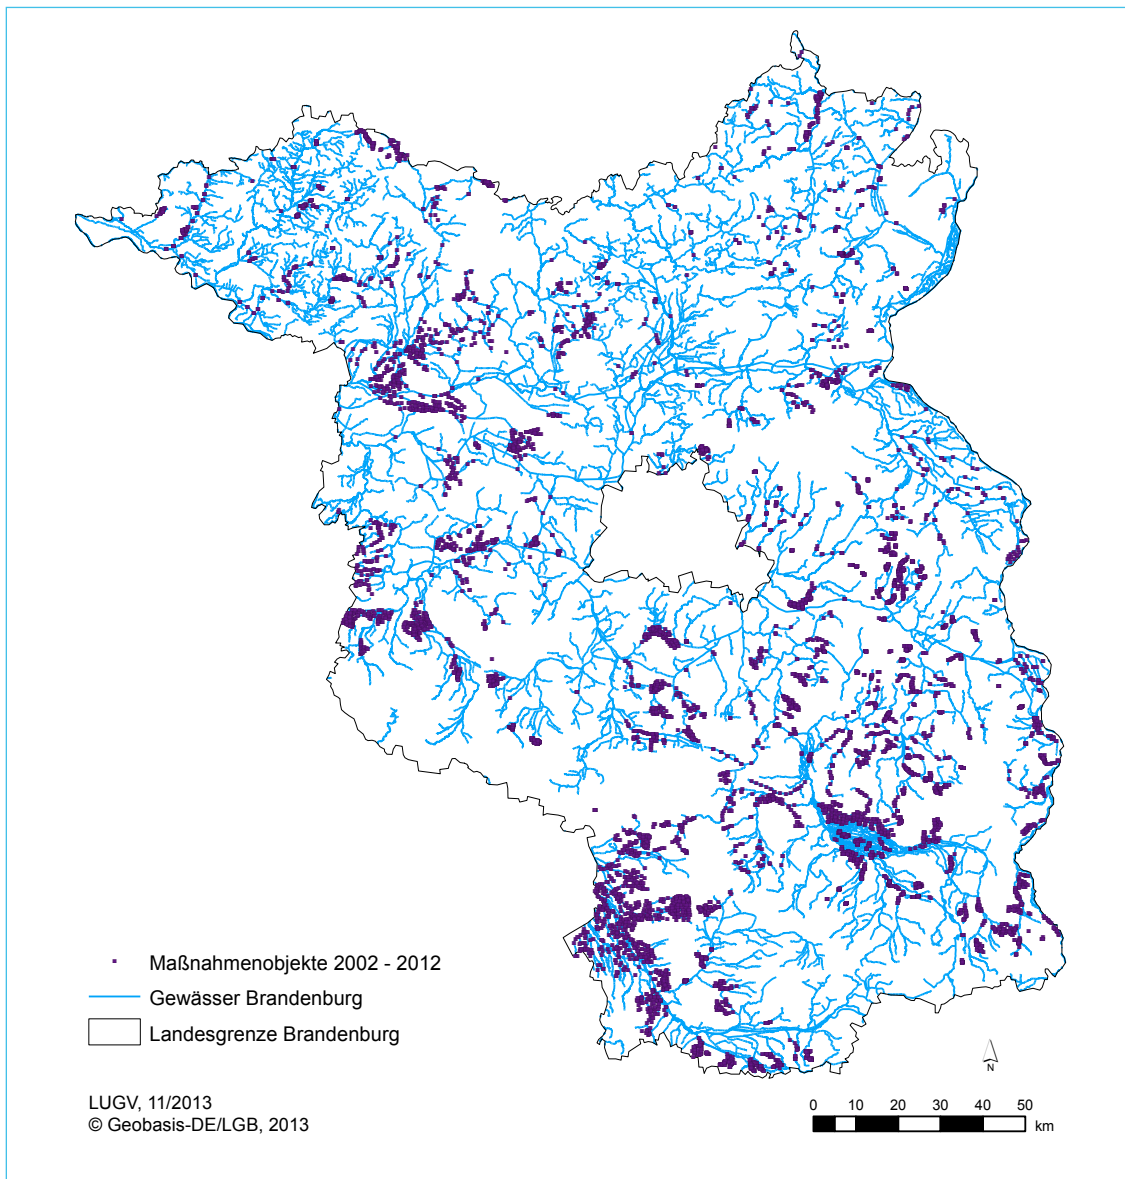 Maßnahmenobjekte 2002 - 2012
Gewässer Brandenburg
Landesgrenze Brandenburg
N
LUGV, 11/2013
© Geobasis-DE/LGB, 2013
0 10 20 30 40 50
km